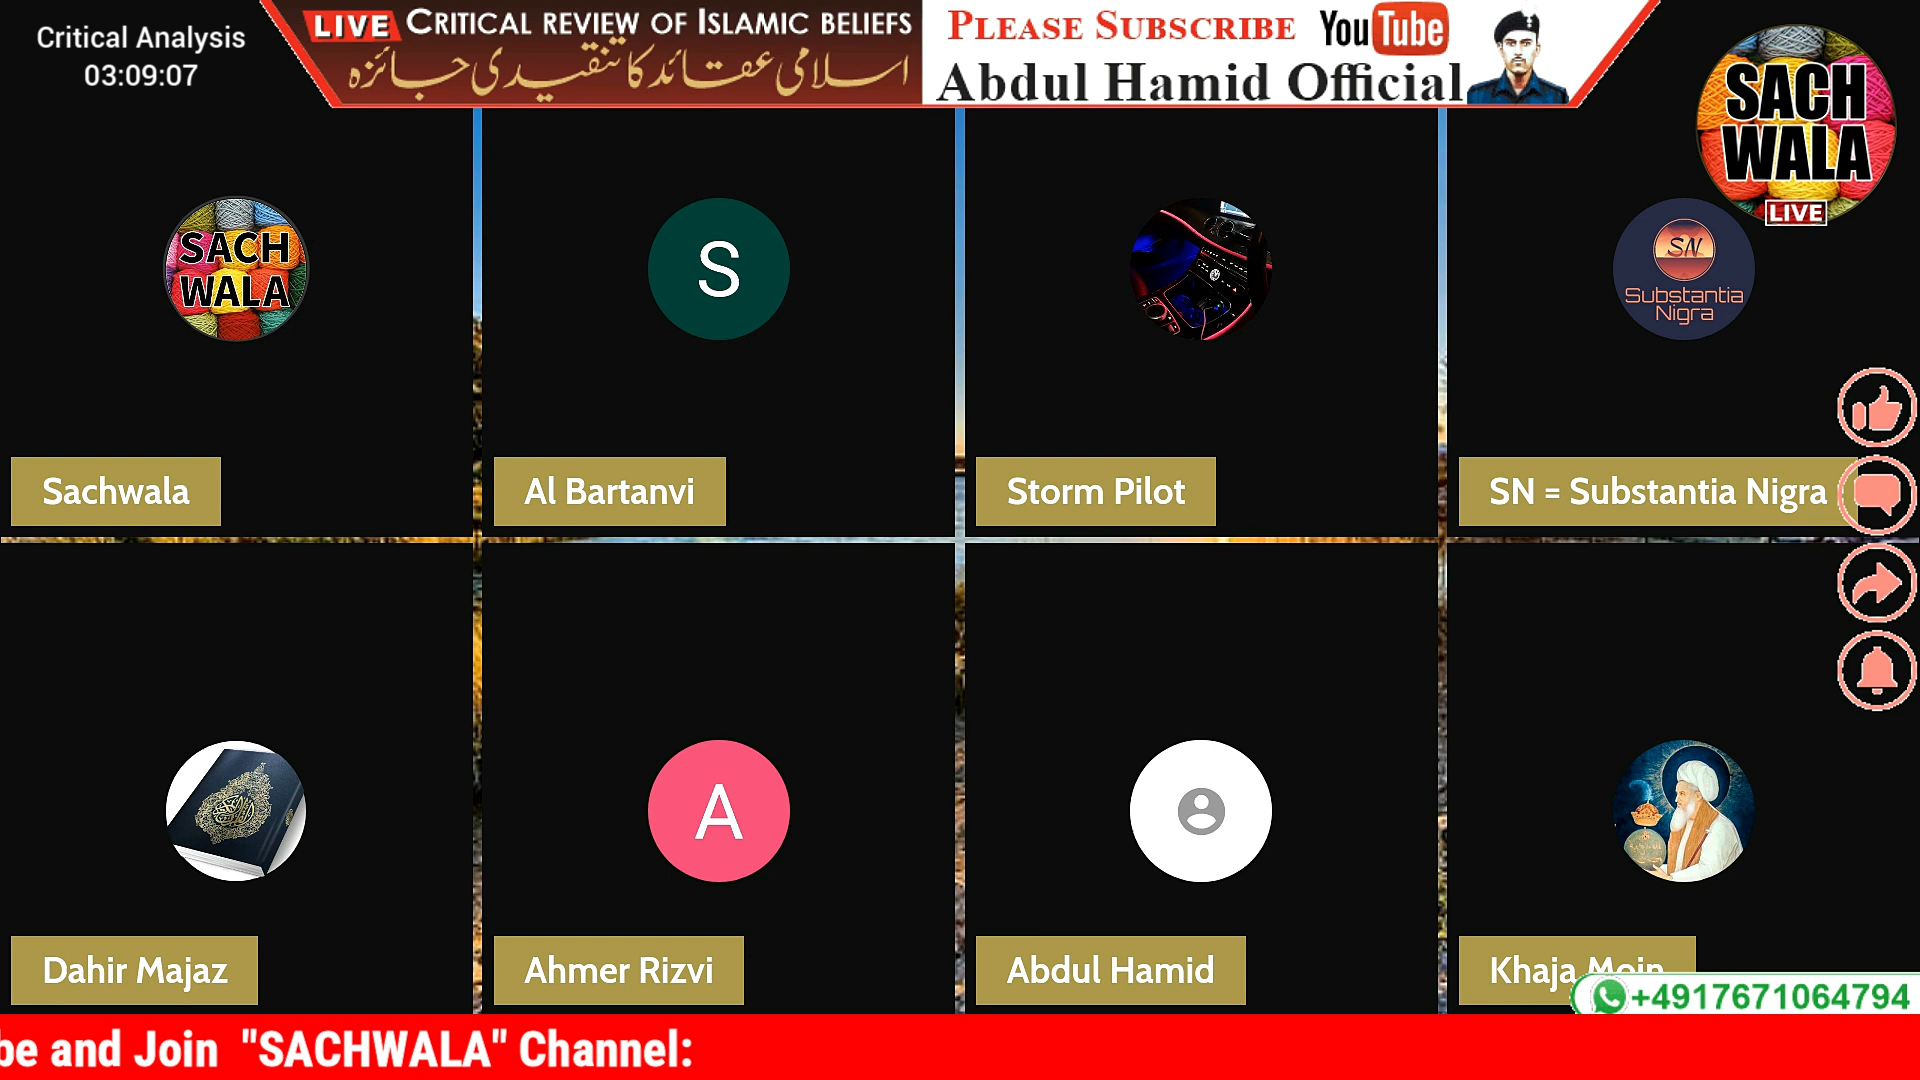 Critical Analysis
03:09:07
LIVE CRITICAL REVIEW OF ISLAMIC BELIEFS
اسلامی عقائد کا تنقیدی جائزہ
PLEASE SUBSCRIBE YouTube
Abdul Hamid Official
SACH
WALA
LIVE
SACH
WALA
S
SN
Substantia
Nigra
Sachwala
Al Bartanvi
Storm Pilot
SN = Substantia Nigra
A
Dahir Majaz
Ahmer Rizvi
Abdul Hamid
Khaja Moin
+4917671064794
be and Join "SACHWALA" Channel: